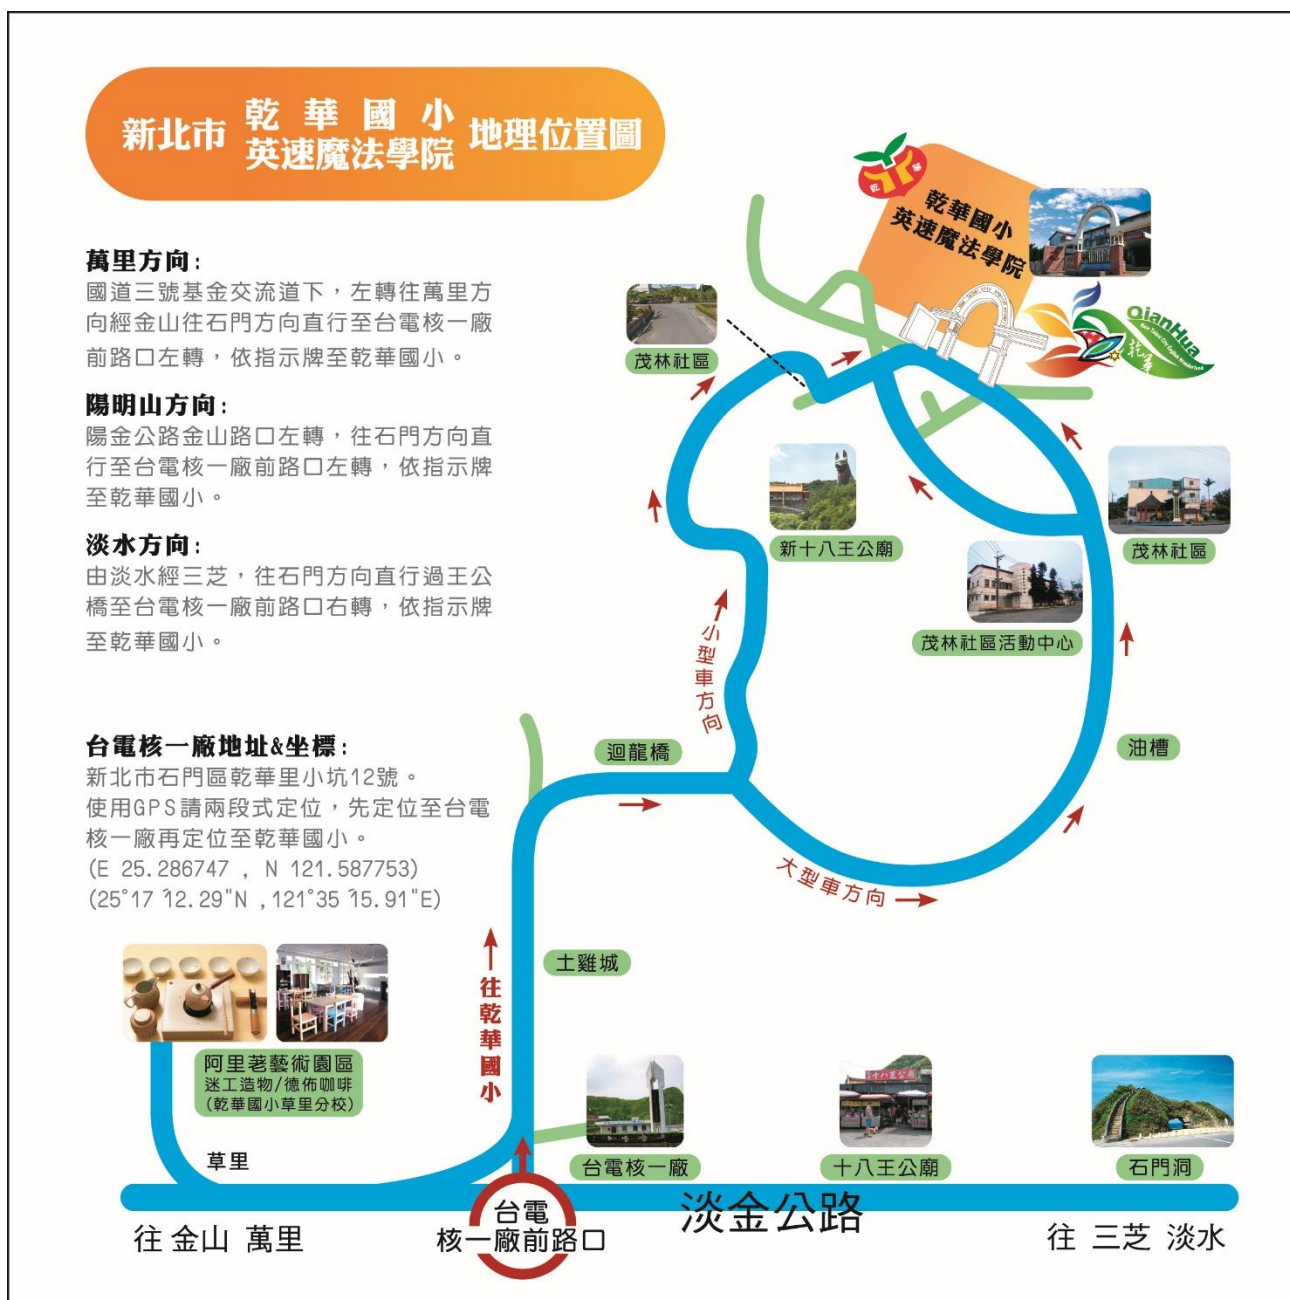 新北市 乾華國小 地理位置圖
英速魔法學院
萬里方向:
國道三號基金交流道下，左轉往萬里方
向經金山往石門方向直行至台電核一廠
前路口左轉，依指示牌至乾華國小。
陽明山方向:
陽金公路金山路口左轉，往石門方向直
行至台電核一廠前路口左轉，依指示牌
至乾華國小。
淡水方向:
由淡水經三芝，往石門方向直行過王公
橋至台電核一廠前路口右轉，依指示牌
至乾華國小。
台電核一廠地址&坐標:
新北市石門區乾華里小坑12號。
使用GPS請兩段式定位，先定位至台電
核一廠再定位至乾華國小。
(E 25.286747 , N 121.587753)
(25°17 ́12.29"N ,121°35 ́15.91"E)
乾 華
乾華國小
英速魔法學院
QianHua
New Taipei City English Wonderland
乾華
茂林社區
新十八王公廟
茂林社區
茂林社區活動中心
小型車方向
迴龍橋
油槽
大型車方向
土雞城
往乾華國小
阿里荖藝術園區
迷工造物/德佈咖啡
(乾華國小草里分校)
草里
台電核一廠
十八王公廟
十八王公廟
石門洞
台電
核一廠前路口
淡金公路
往 金山 萬里
往 三芝 淡水